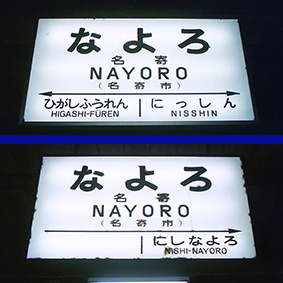 なよろ
名寄
NAYORO
(名寄市)
ひがしふうれん にっしん
HIGASHI-FŪREN NISSHIN
なよろ
名寄
NAYORO
(名寄市)
にしなよろ
NISHI-NAYORO